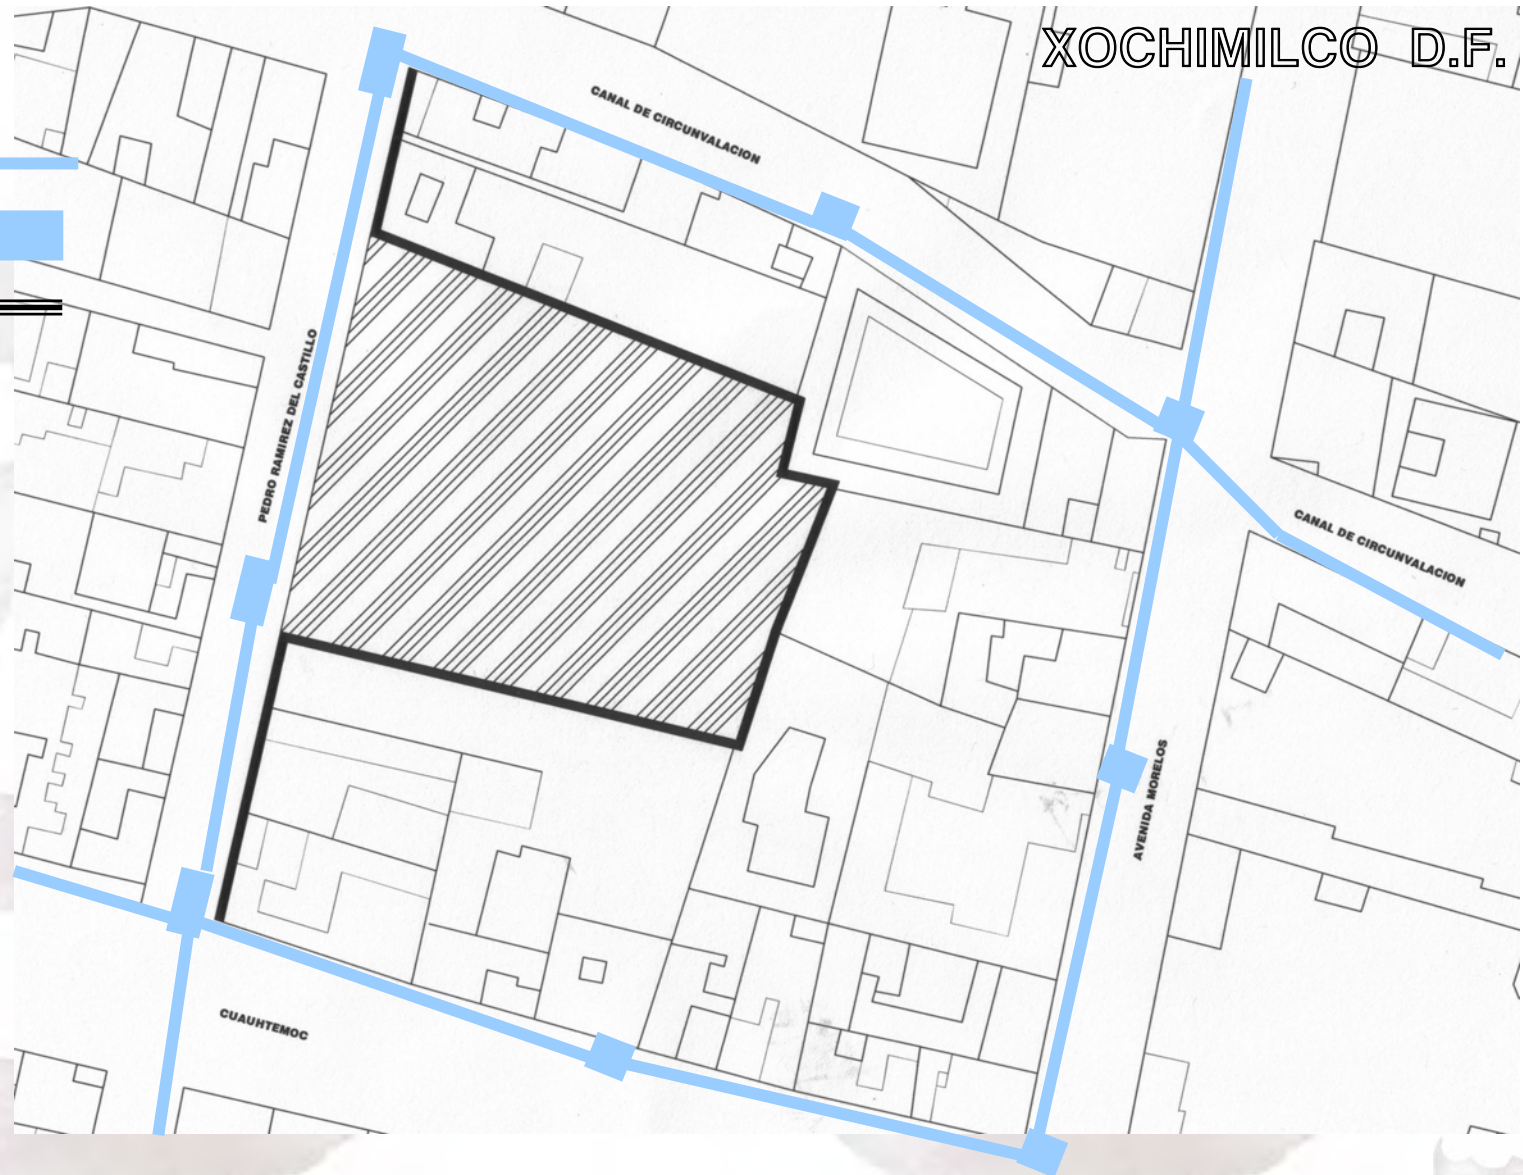 XOCHIMILCO D.F.
CANAL DE CIRCUNVALACION
PEDRO RAMIREZ DEL CASTILLO
CANAL DE CIRCUNVALACION
AVENIDA MORELOS
CUAUHTEMOC